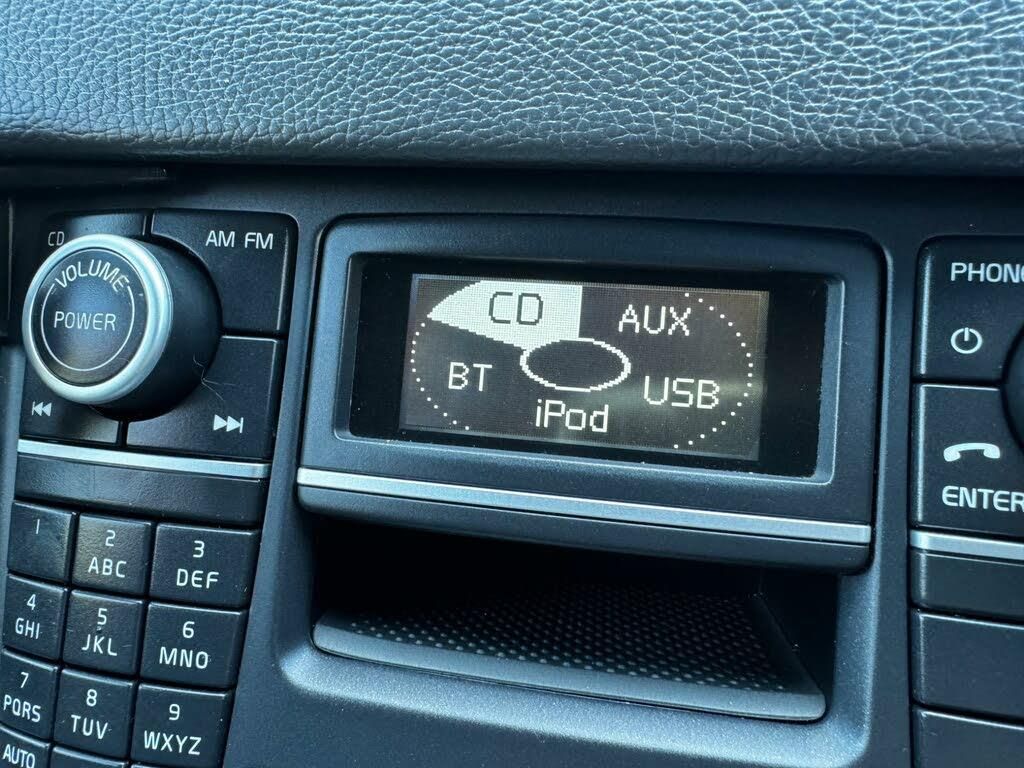 CD
AM FM
VOLUME
POWER
CD
AUX
BT
USB
iPod
ENTER
1
2
ABC
3
DEF
4
GHI
5
JKL
6
MNO
7
PQRS
8
TUV
9
WXYZ
AUTO